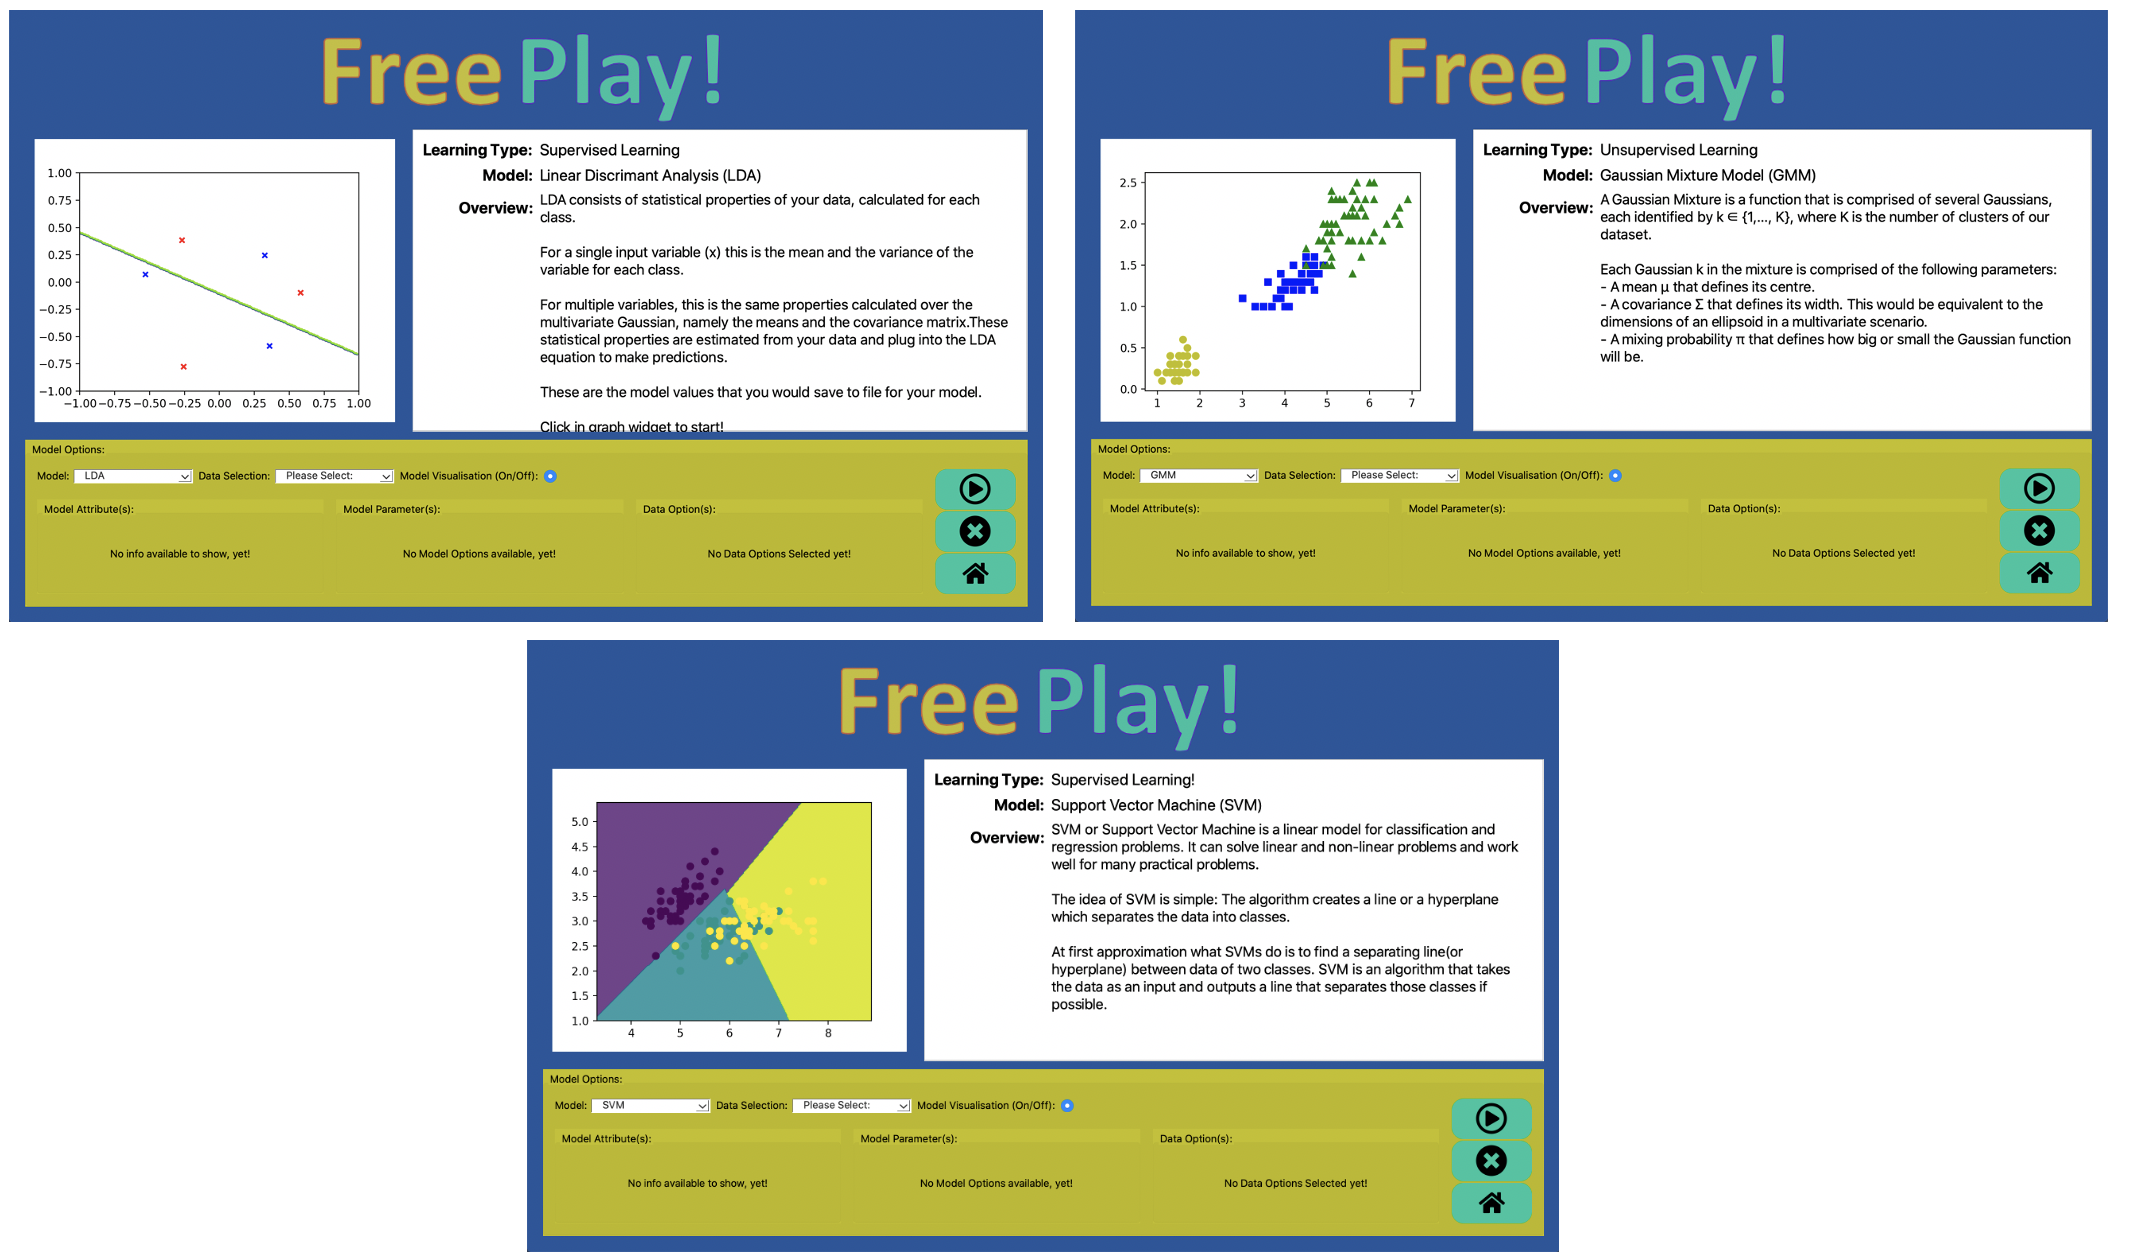 Free Play!
1.00
0.75
0.50
0.25
0.00
−0.25
−0.50
−0.75
−1.00
−1.00 −0.75 −0.50 −0.25 0.00 0.25 0.50 0.75 1.00
Learning Type: Supervised Learning
Model: Linear Discrimant Analysis (LDA)
Overview: LDA consists of statistical properties of your data, calculated for each
class.
For a single input variable (x) this is the mean and the variance of the
variable for each class.
For multiple variables, this is the same properties calculated over the
multivariate Gaussian, namely the means and the covariance matrix.These
statistical properties are estimated from your data and plug into the LDA
equation to make predictions.
These are the model values that you would save to file for your model.
Click in graph widget to start!
Model Options:
Model: LDA Data Selection: Please Select: Model Visualisation (On/Off):
Model Attribute(s): Model Parameter(s): Data Option(s):
No info available to show, yet! No Model Options available, yet! No Data Options Selected yet!
Free Play!
2.5
2.0
1.5
1.0
0.5
0.0
1 2 3 4 5 6 7
Learning Type: Unsupervised Learning
Model: Gaussian Mixture Model (GMM)
Overview: A Gaussian Mixture is a function that is comprised of several Gaussians,
each identified by k ∈ {1,..., K}, where K is the number of clusters of our
dataset.
Each Gaussian k in the mixture is comprised of the following parameters:
- A mean μ that defines its centre.
- A covariance Σ that defines its width. This would be equivalent to the
dimensions of an ellipsoid in a multivariate scenario.
- A mixing probability π that defines how big or small the Gaussian function
will be.
Model Options:
Model: GMM Data Selection: Please Select: Model Visualisation (On/Off):
Model Attribute(s): Model Parameter(s): Data Option(s):
No info available to show, yet! No Model Options available, yet! No Data Options Selected yet!
Free Play!
5.0
4.5
4.0
3.5
3.0
2.5
2.0
1.5
1.0
4 5 6 7 8
Learning Type: Supervised Learning!
Model: Support Vector Machine (SVM)
Overview: SVM or Support Vector Machine is a linear model for classification and
regression problems. It can solve linear and non-linear problems and work
well for many practical problems.
The idea of SVM is simple: The algorithm creates a line or a hyperplane
which separates the data into classes.
At first approximation what SVMs do is to find a separating line(or
hyperplane) between data of two classes. SVM is an algorithm that takes
the data as an input and outputs a line that separates those classes if
possible.
Model Options:
Model: SVM Data Selection: Please Select: Model Visualisation (On/Off):
Model Attribute(s): Model Parameter(s): Data Option(s):
No info available to show, yet! No Model Options available, yet! No Data Options Selected yet!